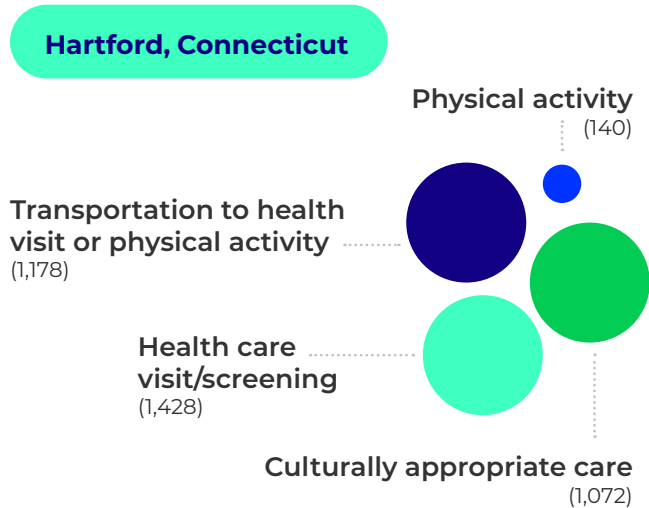 Hartford, Connecticut
Physical activity
(140)
Transportation to health
visit or physical activity
(1,178)
Health care
visit/screening
(1,428)
Culturally appropriate care
(1,072)